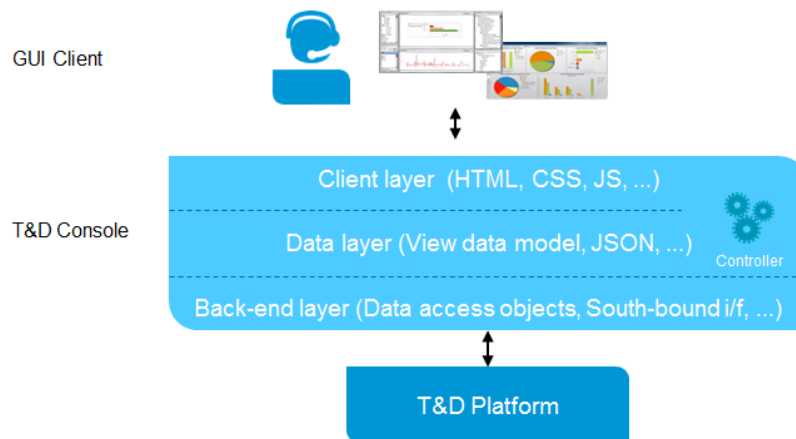 GUI Client
Client layer (HTML, CSS, JS, ...)
T&D Console
Data layer (View data model, JSON, ...)
Controller
Back-end layer (Data access objects, South-bound i/f, ...)
T&D Platform